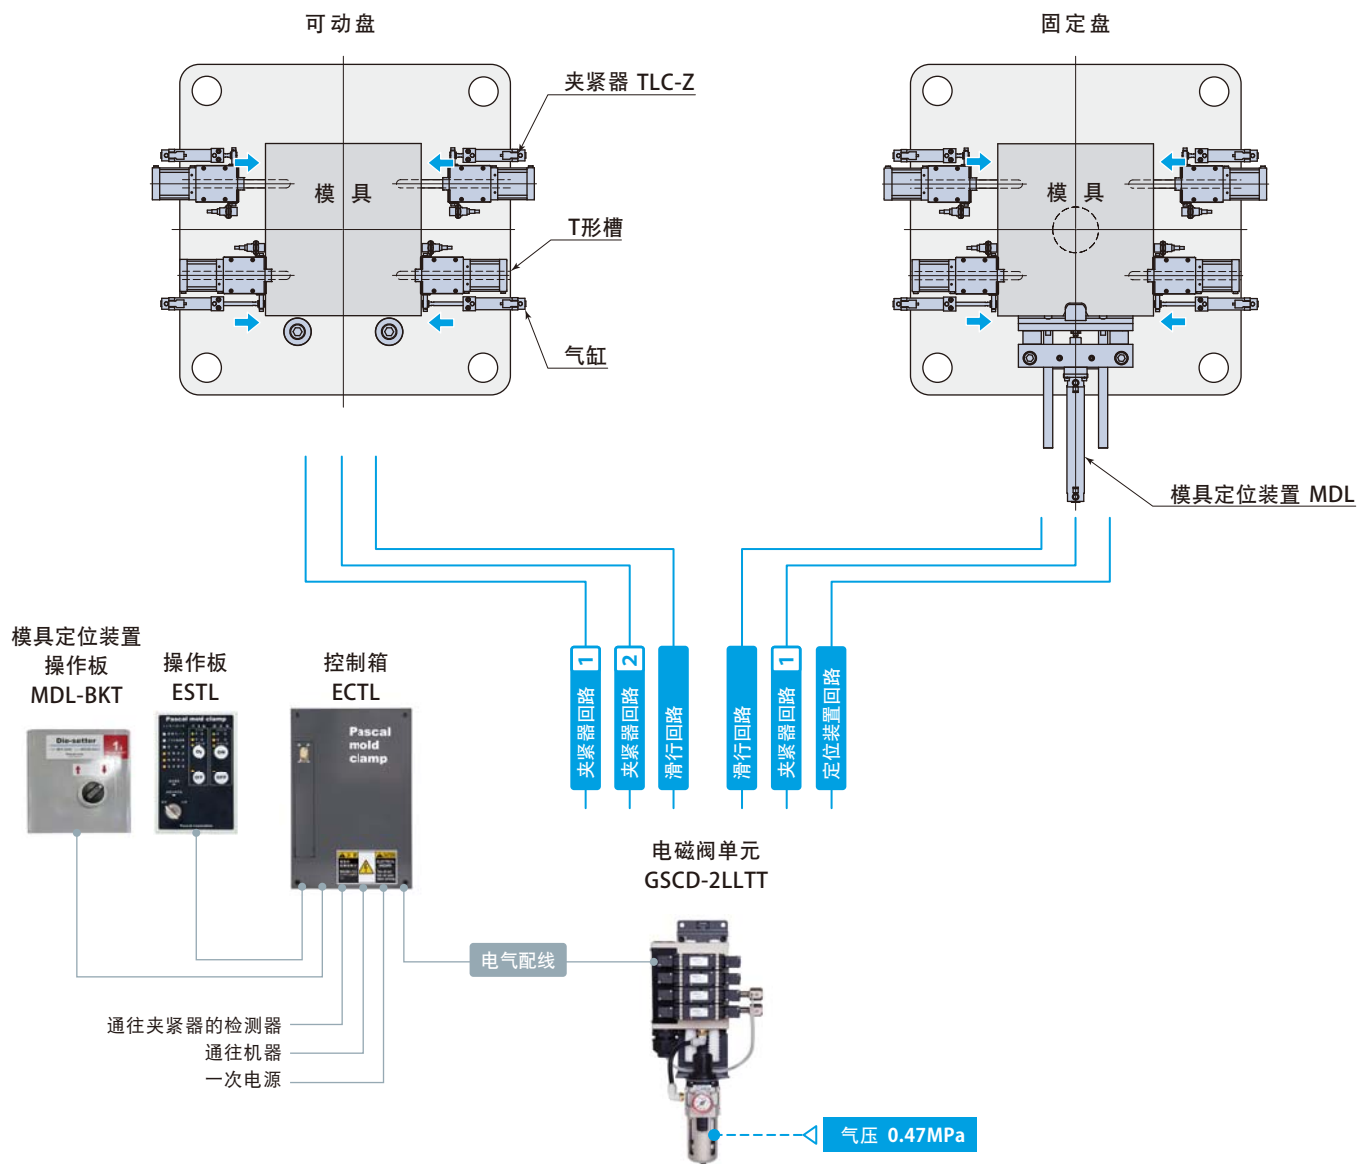 可动盘
固定盘
夹紧器 TLC-Z
模 具
模 具
T形槽
气缸
模具定位装置 MDL
模具定位装置
操作板
MDL-BKT
操作板
ESTL
控制箱
ECTL
夹紧器回路 1
夹紧器回路 2
滑行回路
滑行回路
夹紧器回路 1
定位装置回路
Die-setter
Pascal mold clamp
Pascal
mold
clamp
电磁阀单元
GSCD-2LLTT
电气配线
通往夹紧器的检测器
通往机器
一次电源
气压 0.47MPa